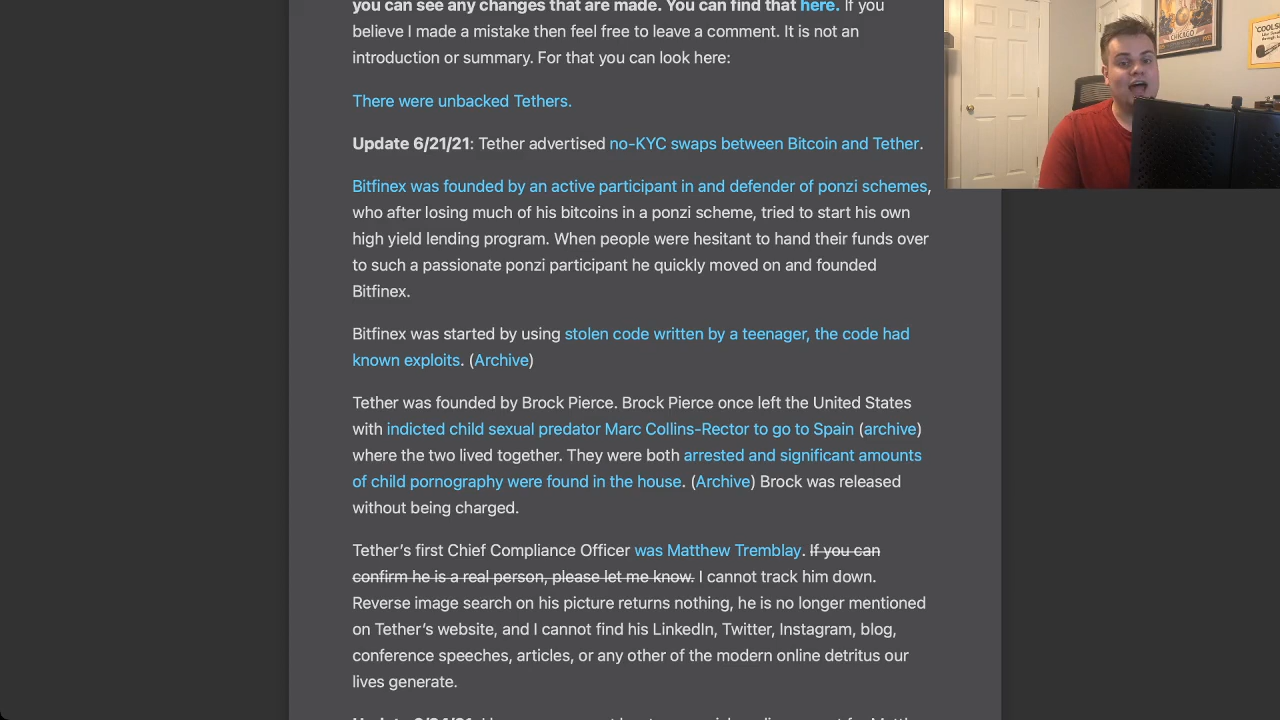 you can see any changes that are made. You can find that here. If you
believe I made a mistake then feel free to leave a comment. It is not an
introduction or summary. For that you can look here:
There were unbacked Tethers.
Update 6/21/21: Tether advertised no-KYC swaps between Bitcoin and Tether.
Bitfinex was founded by an active participant in and defender of ponzi schemes,
who after losing much of his bitcoins in a ponzi scheme, tried to start his own
high yield lending program. When people were hesitant to hand their funds over
to such a passionate ponzi participant he quickly moved on and founded
Bitfinex.
Bitfinex was started by using stolen code written by a teenager, the code had
known exploits. (Archive)
Tether was founded by Brock Pierce. Brock Pierce once left the United States
with indicted child sexual predator Marc Collins-Rector to go to Spain (archive)
where the two lived together. They were both arrested and significant amounts
of child pornography were found in the house. (Archive) Brock was released
without being charged.
Tether’s first Chief Compliance Officer was Matthew Tremblay. If you can
confirm he is a real person, please let me know. I cannot track him down.
Reverse image search on his picture returns nothing, he is no longer mentioned
on Tether’s website, and I cannot find his LinkedIn, Twitter, Instagram, blog,
conference speeches, articles, or any other of the modern online detritus our
lives generate.
CHICAGO